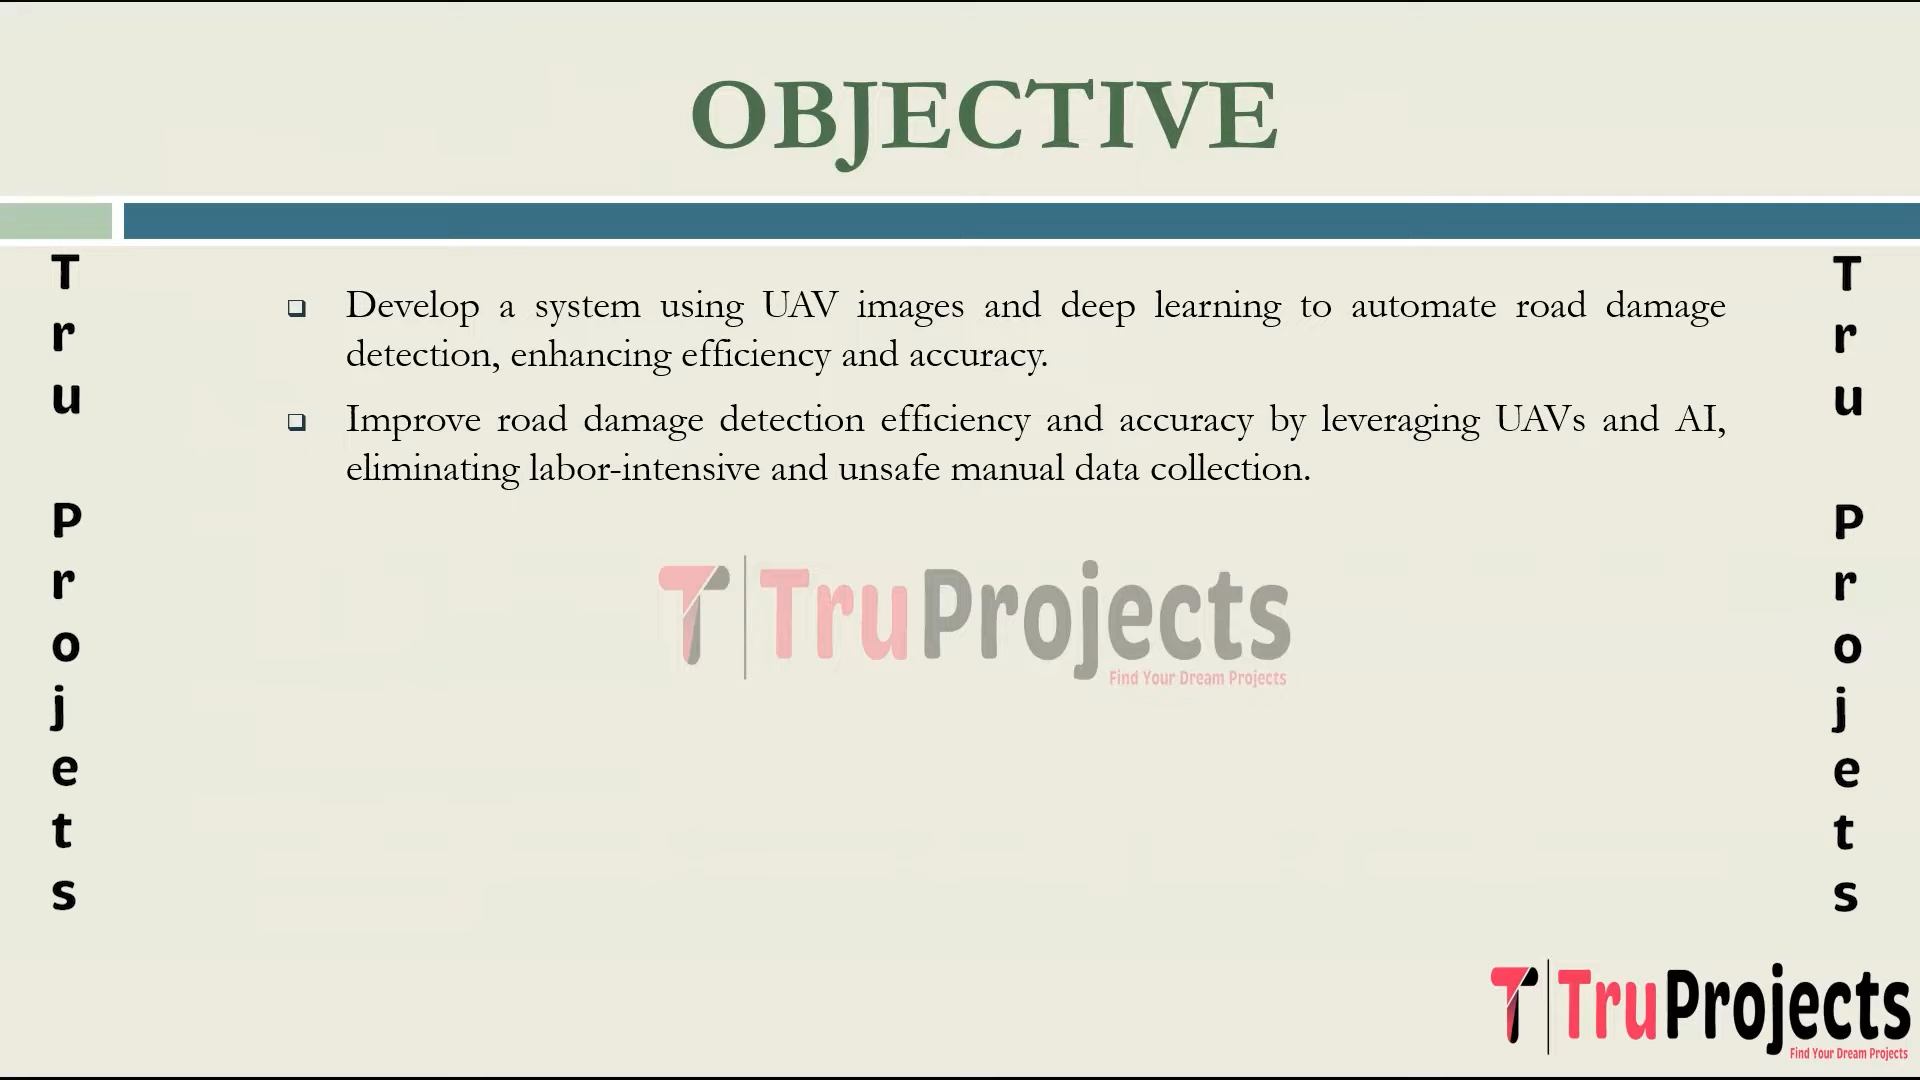 OBJECTIVE
Tru Projets
❑ Develop a system using UAV images and deep learning to automate road damage
detection, enhancing efficiency and accuracy.
❑ Improve road damage detection efficiency and accuracy by leveraging UAVs and AI,
eliminating labor-intensive and unsafe manual data collection.
TruProjects
Find Your Dream Projects
Tru Projets
TruProjects
Find Your Dream Projects